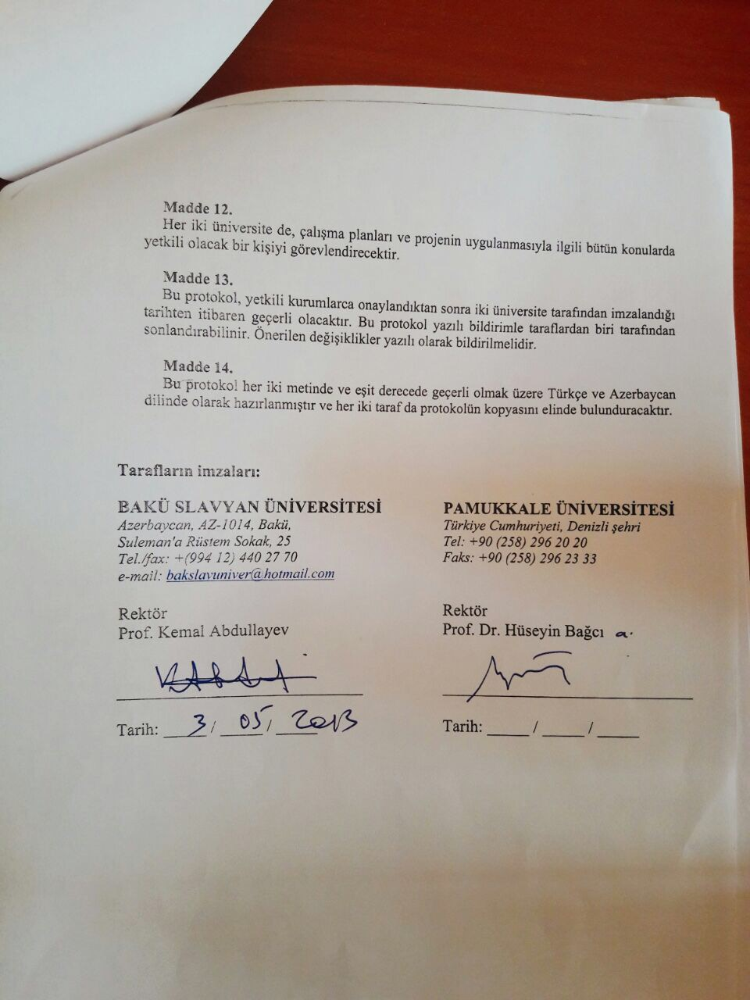 Madde 12.
Her iki üniversite de, çalışma planları ve projenin uygulanmasıyla ilgili bütün konularda
yetkili olacak bir kişiyi görevlendirecektir.
Madde 13.
Bu protokol, yetkili kurumlarca onaylandıktan sonra iki üniversite tarafından imzalandığı
tarihten itibaren geçerli olacaktır. Bu protokol yazılı bildirimle taraflardan biri tarafından
sonlandırabilinir. Önerilen değişiklikler yazılı olarak bildirilmelidir.
Madde 14.
Bu protokol her iki metinde ve eşit derecede geçerli olmak üzere Türkçe ve Azerbaycan
dilinde olarak hazırlanmıştır ve her iki taraf da protokolün kopyasını elinde bulunduracaktır.
Tarafların imzaları:
BAKÜ SLAVYAN ÜNİVERSİTESİ
Azerbaycan, AZ-1014, Bakü,
Suleman'a Rüstem Sokak, 25
Tel./fax: +(994 12) 440 27 70
e-mail: bakslavuniver@hotmail.com
Rektör
Prof. Kemal Abdullayev
Tarih: 3 / 05 / 2013
PAMUKKALE ÜNİVERSİTESİ
Türkiye Cumhuriyeti, Denizli şehri
Tel: +90 (258) 296 20 20
Faks: +90 (258) 296 23 33
Rektör
Prof. Dr. Hüseyin Bağcı a.
Tarih: ____ / ____ / ____